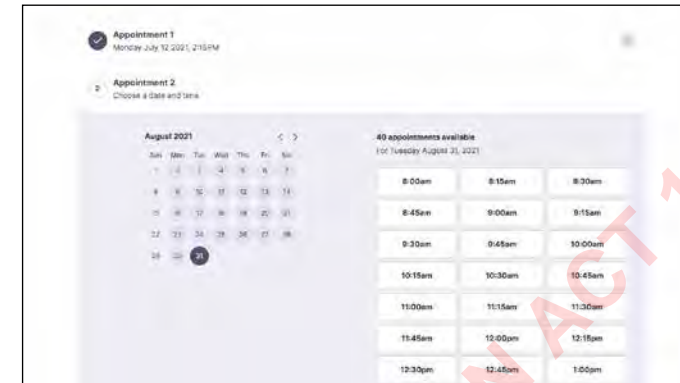 Appointment 1
Monday July 12 2021, 2:15PM
2
Appointment 2
Choose a date and time
August 2021
< >
Sun Mon Tue Wed Thu Fri Sat
1 2 3 4 5 6 7
8 9 10 11 12 13 14
15 16 17 18 19 20 21
22 23 24 25 26 27 28
29 30 31
40 appointments available
For Tuesday August 31, 2021
8:00am 8:15am 8:30am
8:45am 9:00am 9:15am
9:30am 9:45am 10:00am
10:15am 10:30am 10:45am
11:00am 11:15am 11:30am
11:45am 12:00pm 12:15pm
12:30pm 12:45pm 1:00pm
N ACT 1